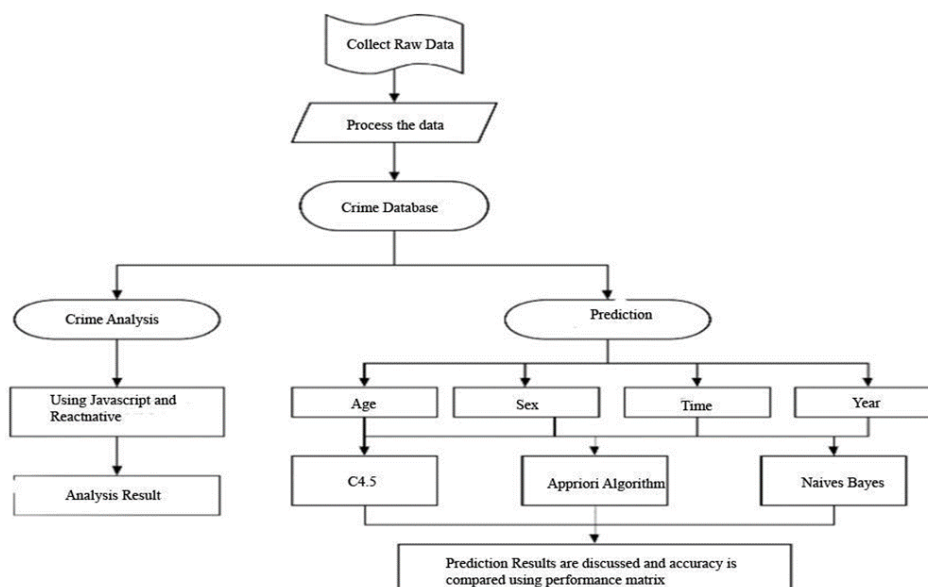 Collect Raw Data
Process the data
Crime Database
Crime Analysis
Prediction
Using Javascript and
Reactnative
Age
Sex
Time
Year
Analysis Result
C4.5
Appriori Algorithm
Naives Bayes
Prediction Results are discussed and accuracy is
compared using performance matrix